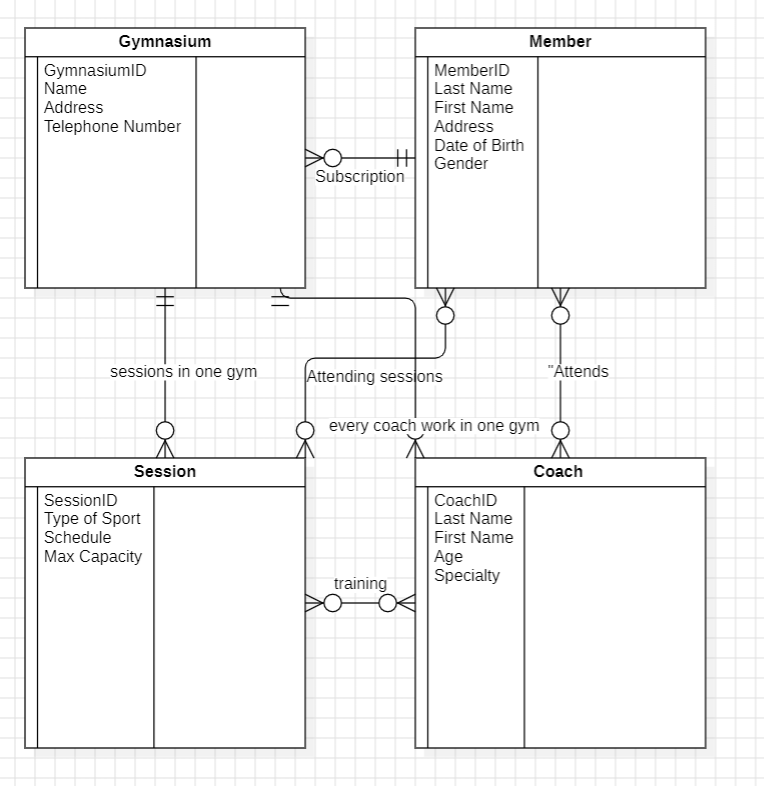 Gymnasium
GymnasiumID
Name
Address
Telephone Number
Member
MemberID
Last Name
First Name
Address
Date of Birth
Gender
Subscription
sessions in one gym
Attending sessions
"Attends
every coach work in one gym
Session
SessionID
Type of Sport
Schedule
Max Capacity
Coach
CoachID
Last Name
First Name
Age
Specialty
training